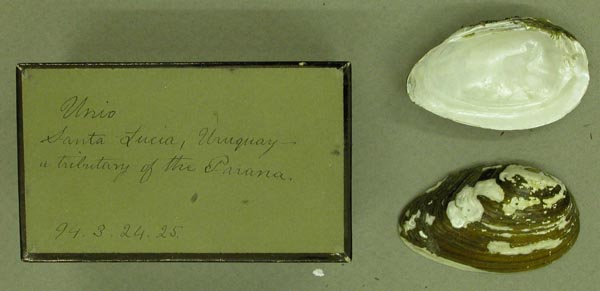 Unio
Santa Lucia, Uruguay—
a tributary of the Parana.
94. 3. 24. 25.